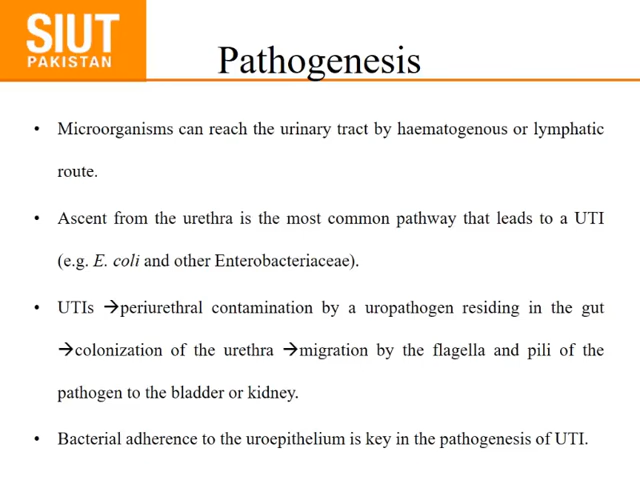 SIUT
PAKISTAN
Pathogenesis
• Microorganisms can reach the urinary tract by haematogenous or lymphatic
route.
• Ascent from the urethra is the most common pathway that leads to a UTI
(e.g. E. coli and other Enterobacteriaceae).
• UTIs →periurethral contamination by a uropathogen residing in the gut
→colonization of the urethra →migration by the flagella and pili of the
pathogen to the bladder or kidney.
• Bacterial adherence to the uroepithelium is key in the pathogenesis of UTI.